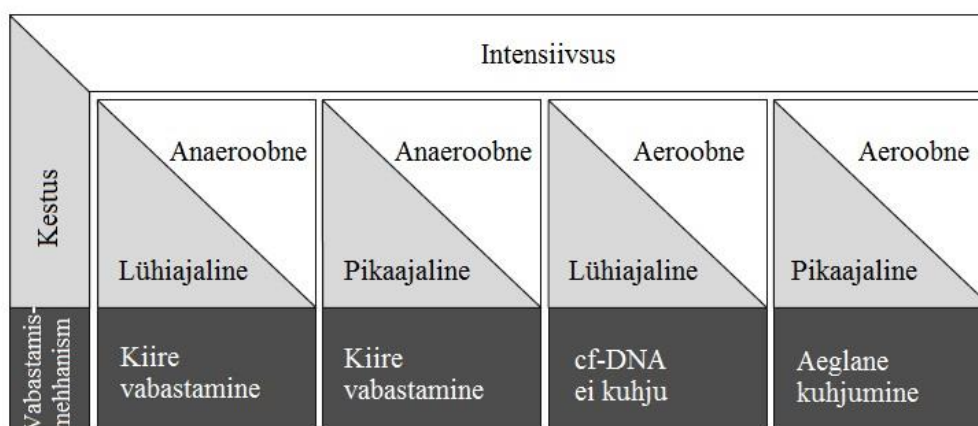 Intensiivsus
Kestus
Anaeroobne
Lühiajaline
Anaeroobne
Pikaajaline
Aeroobne
Lühiajaline
Aeroobne
Pikaajaline
Vabastamis-
mehhanism
Kiire
vabastamine
Kiire
vabastamine
cf-DNA
ei kuhju
Aeglane
kuhjumine